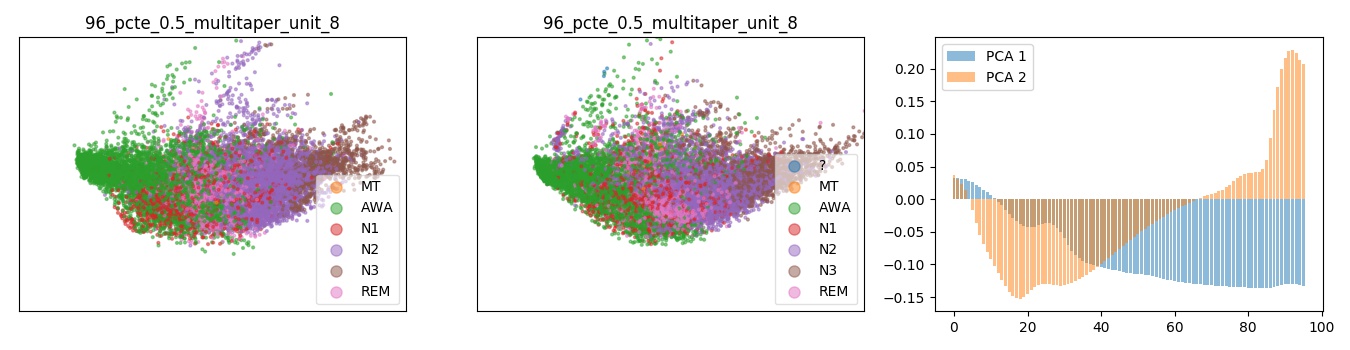 96_pcte_0.5_multitaper_unit_8
MT
AWA
N1
N2
N3
REM
96_pcte_0.5_multitaper_unit_8
?
MT
AWA
N1
N2
N3
REM
PCA 1
PCA 2
0.20
0.15
0.10
0.05
0.00
−0.05
−0.10
−0.15
0 20 40 60 80 100